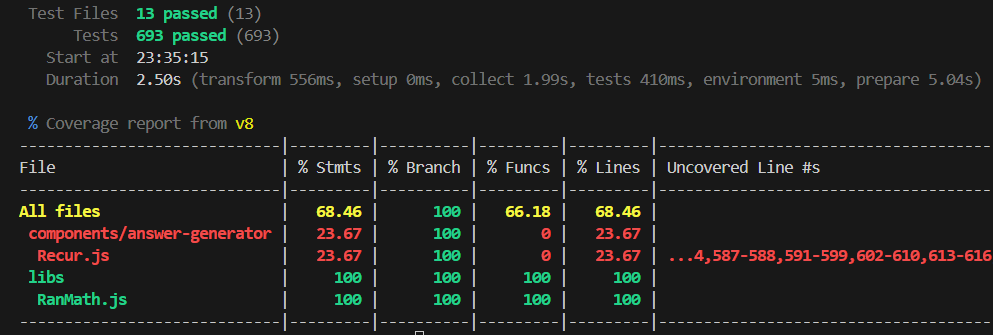 Test Files 13 passed (13)
Tests 693 passed (693)
Start at 23:35:15
Duration 2.50s (transform 556ms, setup 0ms, collect 1.99s, tests 410ms, environment 5ms, prepare 5.04s)
% Coverage report from v8
----------------------------|---------|----------|---------|---------|-----------------------------------
File | % Stmts | % Branch | % Funcs | % Lines | Uncovered Line #s
----------------------------|---------|----------|---------|---------|-----------------------------------
All files | 68.46 | 100 | 66.18 | 68.46 |
components/answer-generator | 23.67 | 100 | 0 | 23.67 |
Recur.js | 23.67 | 100 | 0 | 23.67 | ...4,587-588,591-599,602-610,613-616
libs | 100 | 100 | 100 | 100 |
RanMath.js | 100 | 100 | 100 | 100 |
----------------------------|---------|----------|---------|---------|-----------------------------------